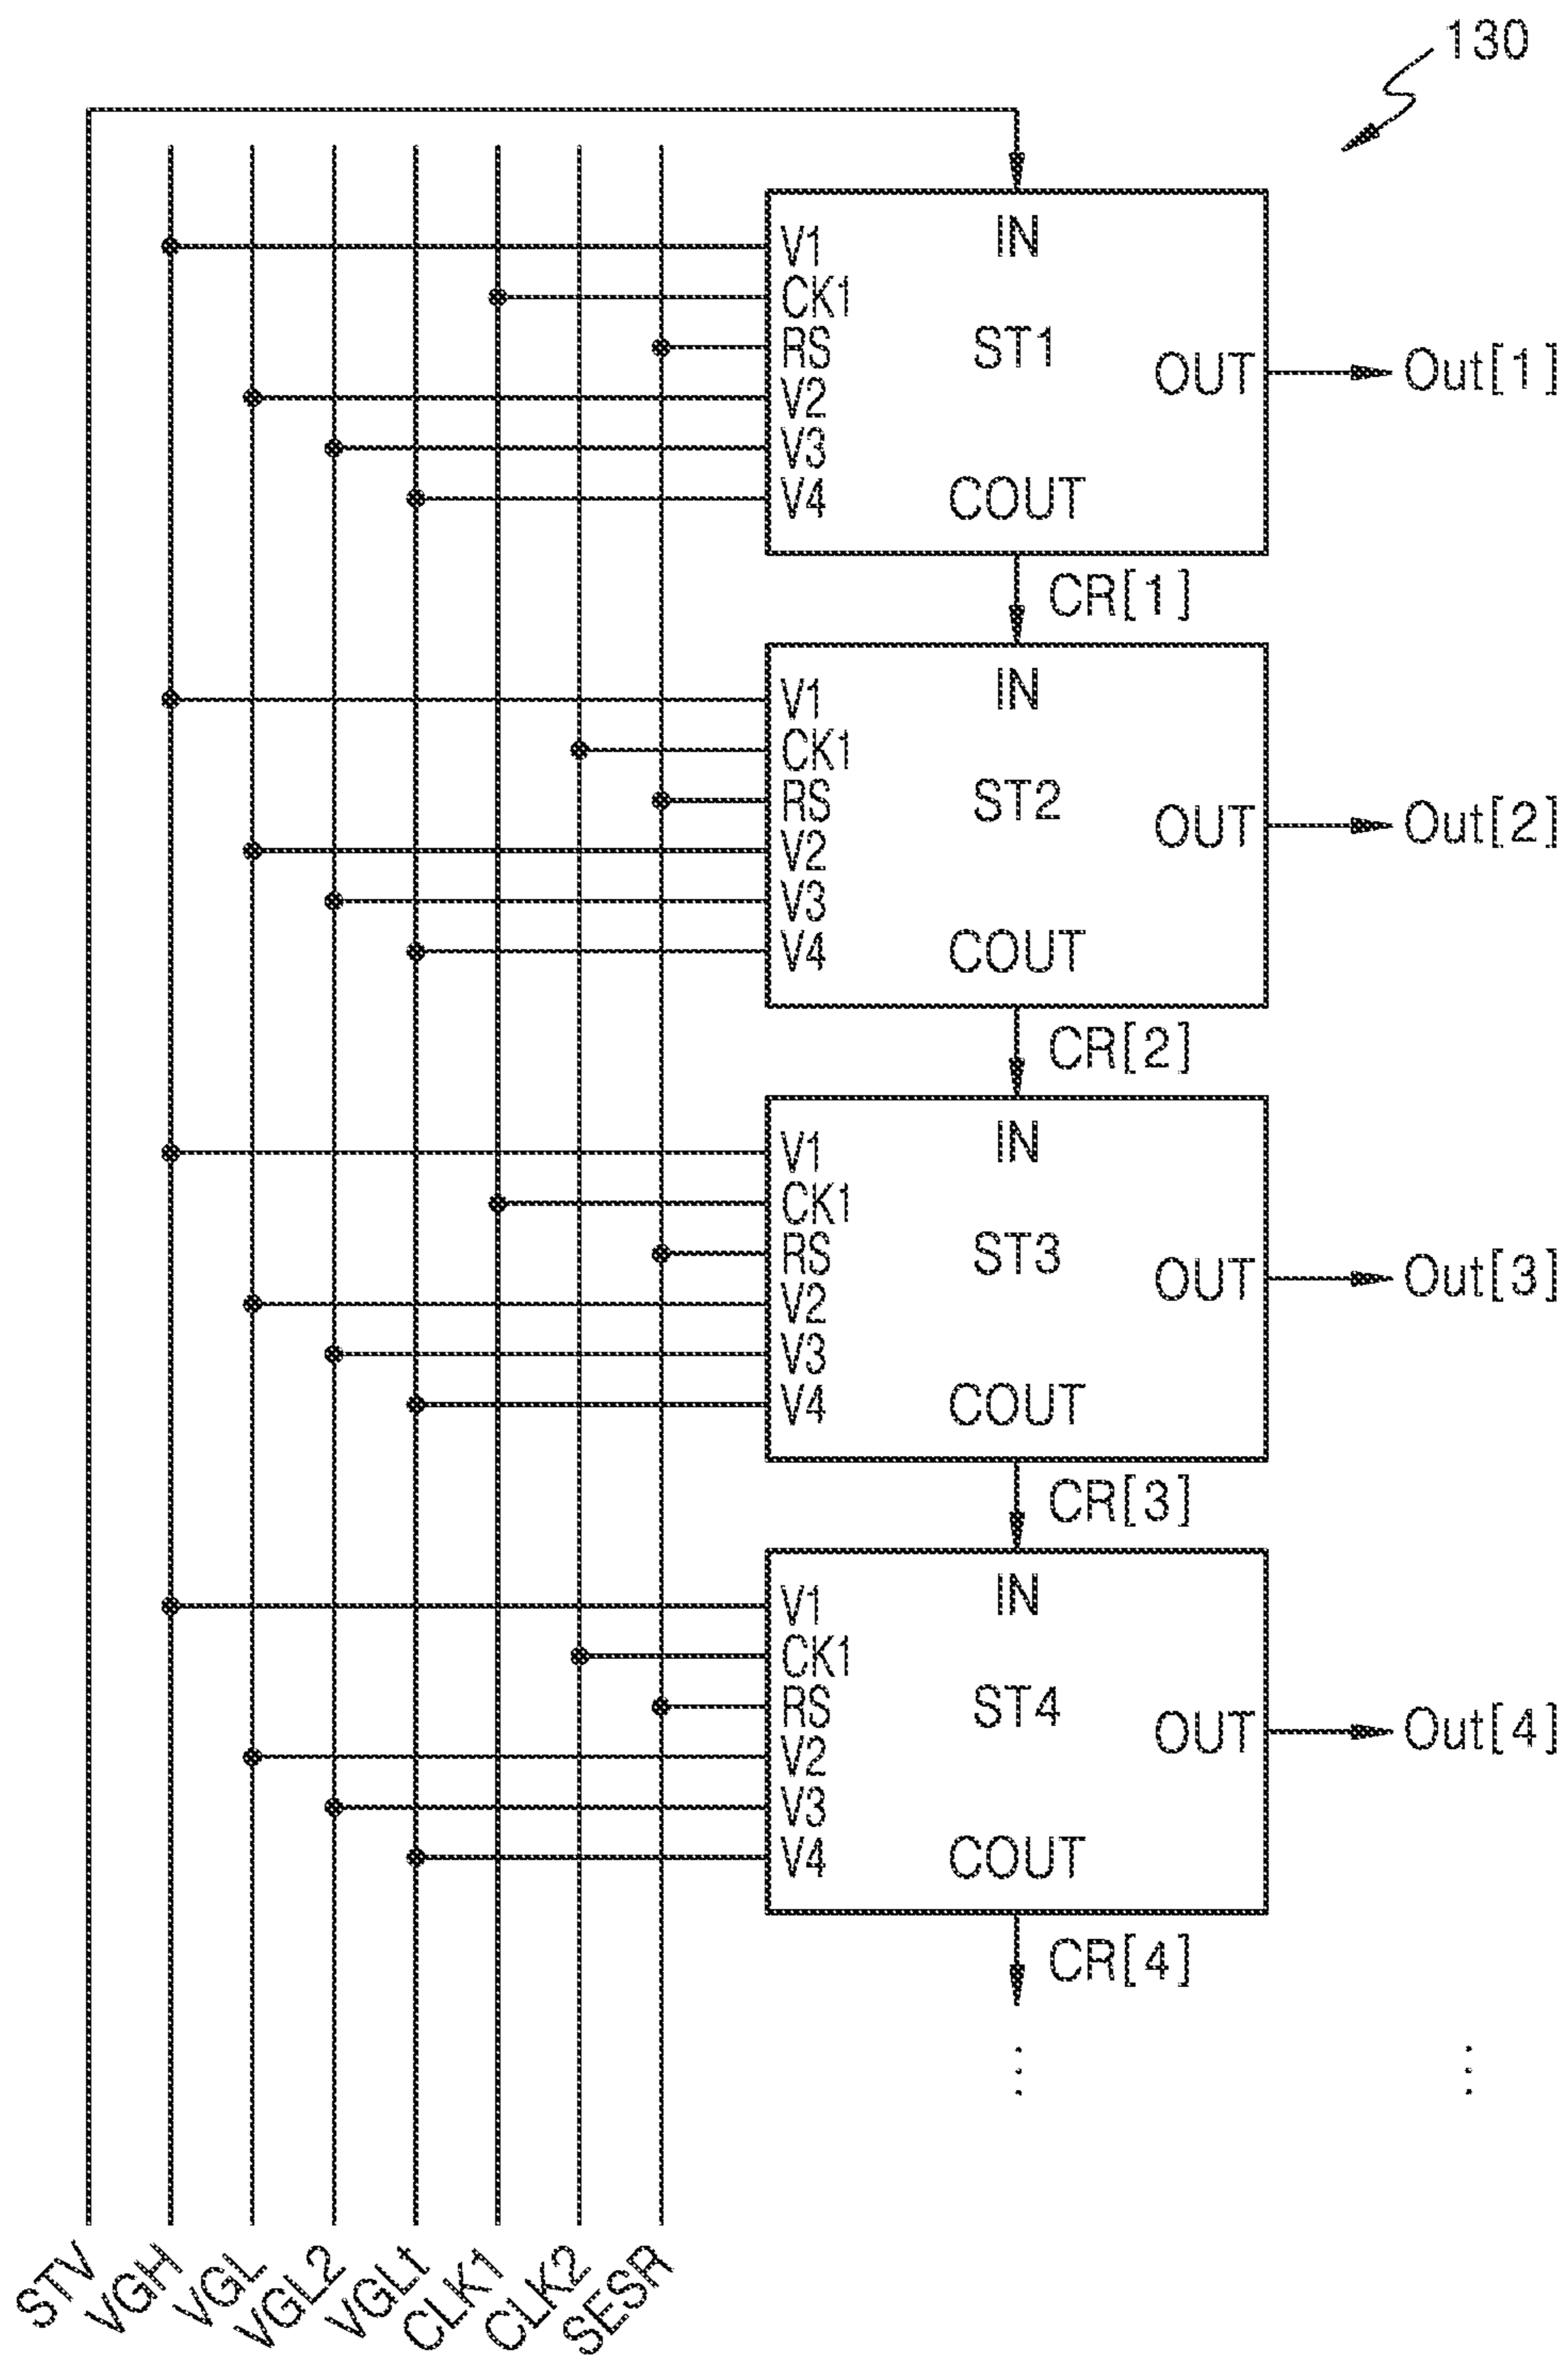 130
IN
V1
CK1
RS
ST1
V2
OUT
Out[1]
V3
V4
COUT
CR[1]
IN
V1
CK1
RS
ST2
V2
OUT
Out[2]
V3
V4
COUT
CR[2]
IN
V1
CK1
RS
ST3
V2
OUT
Out[3]
V3
V4
COUT
CR[3]
IN
V1
CK1
RS
ST4
V2
OUT
Out[4]
V3
V4
COUT
CR[4]
STV
VGH
VGL
VGL2
VGLt
CLK1
CLK2
SESR